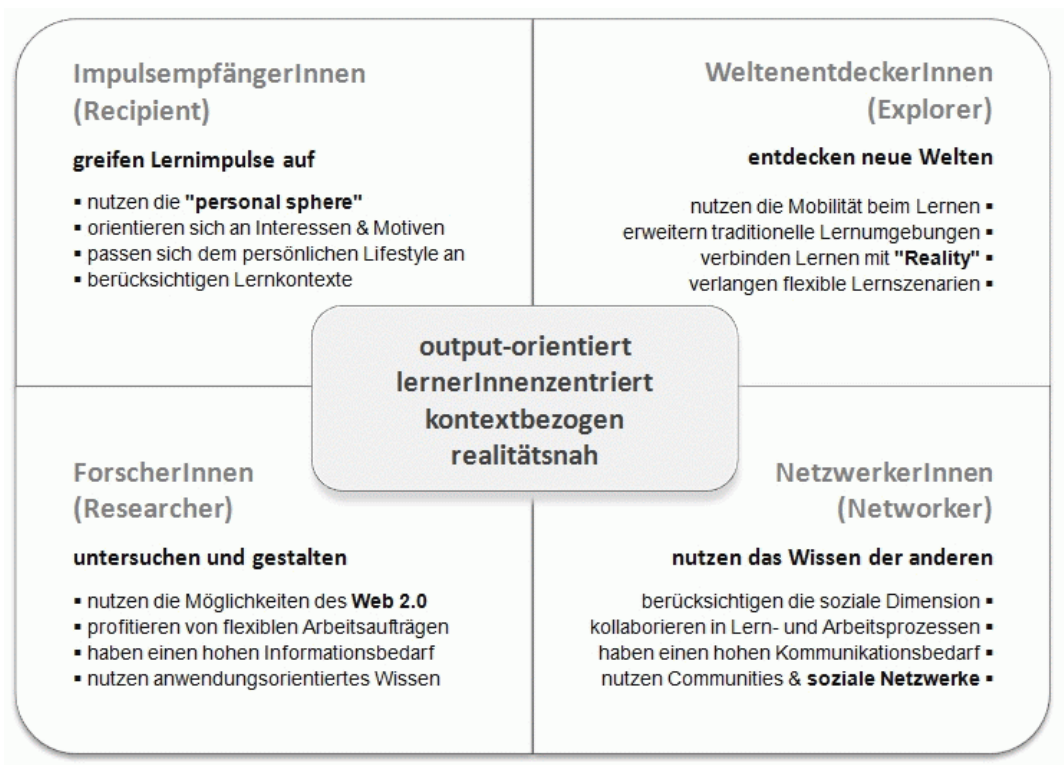 ImpulsempfängerInnen
(Recipient)
greifen Lernimpulse auf
▪ nutzen die "personal sphere"
▪ orientieren sich an Interessen & Motiven
▪ passen sich dem persönlichen Lifestyle an
▪ berücksichtigen Lernkontexte
WeltenentdeckerInnen
(Explorer)
entdecken neue Welten
nutzen die Mobilität beim Lernen ▪
erweitern traditionelle Lernumgebungen ▪
verbinden Lernen mit "Reality" ▪
verlangen flexible Lernszenarien ▪
output-orientiert
lernerInnenzentriert
kontextbezogen
realitätsnah
ForscherInnen
(Researcher)
untersuchen und gestalten
▪ nutzen die Möglichkeiten des Web 2.0
▪ profitieren von flexiblen Arbeitsaufträgen
▪ haben einen hohen Informationsbedarf
▪ nutzen anwendungsorientiertes Wissen
NetzwerkerInnen
(Networker)
nutzen das Wissen der anderen
berücksichtigen die soziale Dimension ▪
kollaborieren in Lern- und Arbeitsprozessen ▪
haben einen hohen Kommunikationsbedarf ▪
nutzen Communities & soziale Netzwerke ▪